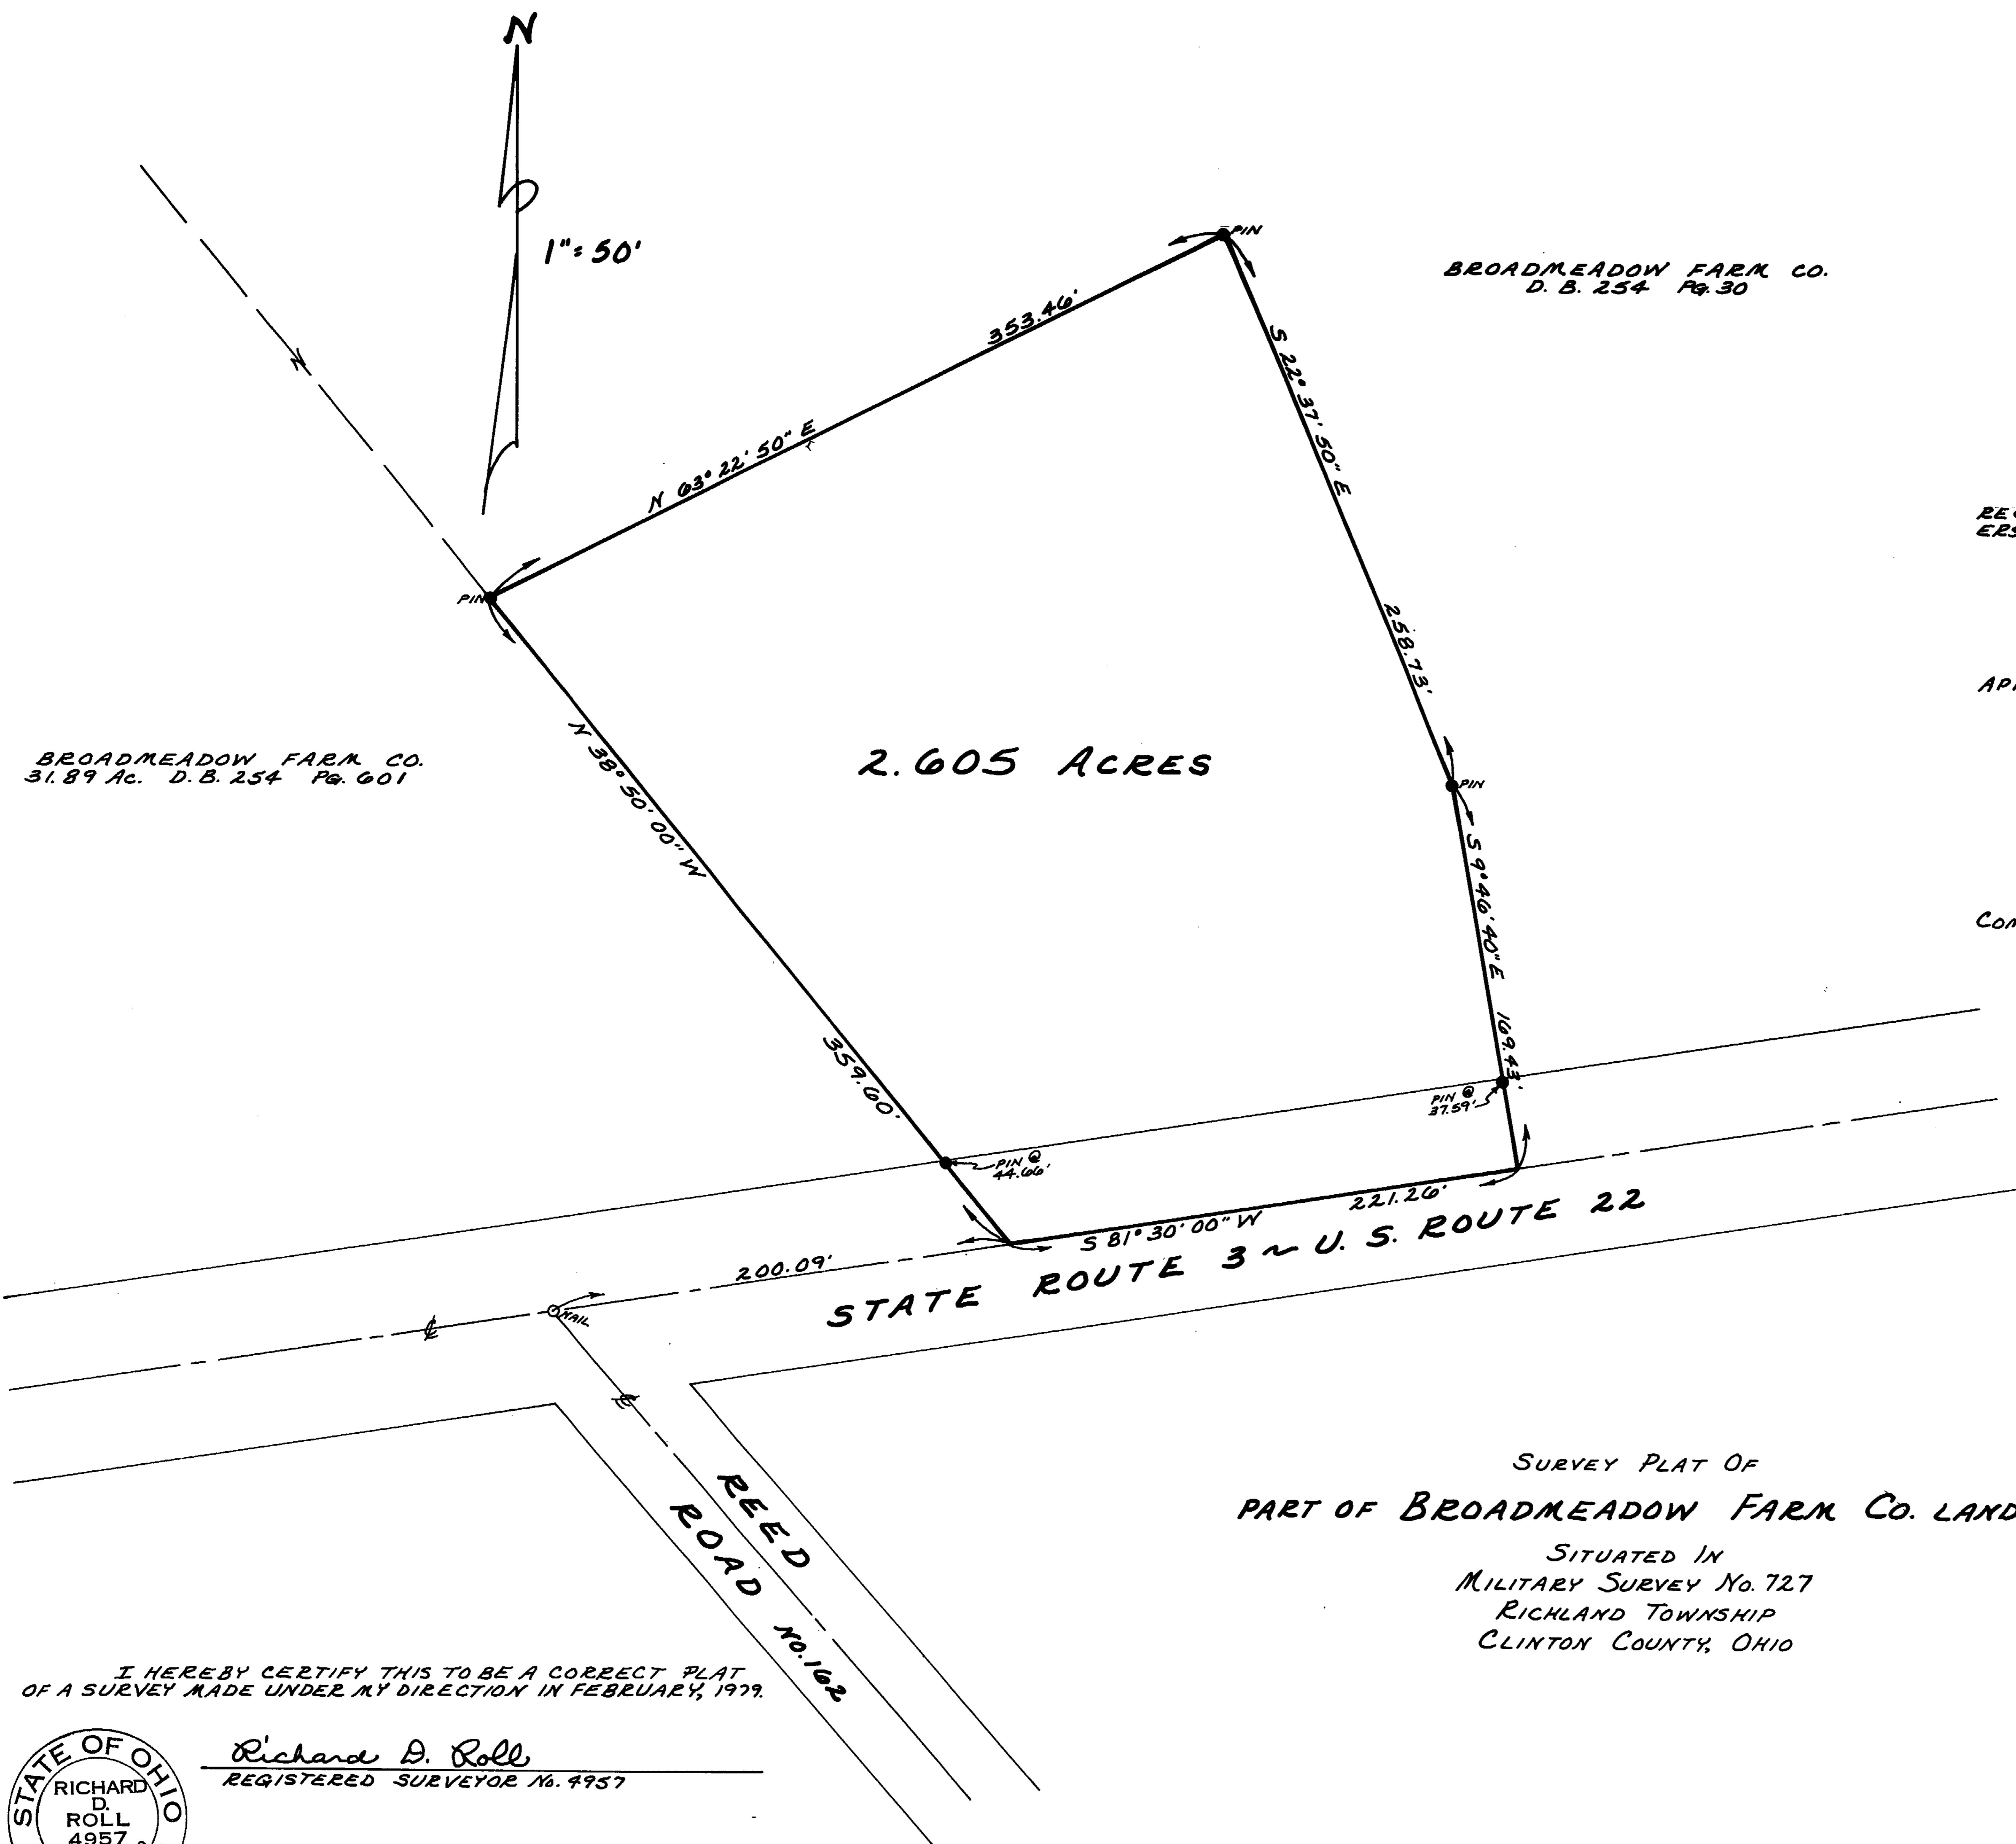 N
1" = 50'
PIN
BROADMEADOW FARM CO.
D. B. 254 PG. 30
353.46'
N 63° 22' 50" E
S 22° 37' 50" E
258.73'
PIN
BROADMEADOW FARM CO.
31.89 AC. D. B. 254 PG. 601
N 38° 50' 00" W
359.60'
2.605 ACRES
PIN
S 9° 46' 40" E 169.43'
PIN @
37.59'
PIN @
44.66'
S 81° 30' 00" W 221.26'
200.09'
STATE ROUTE 3 ~ U. S. ROUTE 22
NAIL
REED
ROAD NO. 162
SURVEY PLAT OF
PART OF BROADMEADOW FARM CO. LAND
SITUATED IN
MILITARY SURVEY NO. 727
RICHLAND TOWNSHIP
CLINTON COUNTY, OHIO
I HEREBY CERTIFY THIS TO BE A CORRECT PLAT
OF A SURVEY MADE UNDER MY DIRECTION IN FEBRUARY, 1979.
Richard D. Roll
REGISTERED SURVEYOR NO. 4957
STATE OF OHIO
RICHARD
D.
ROLL
4957